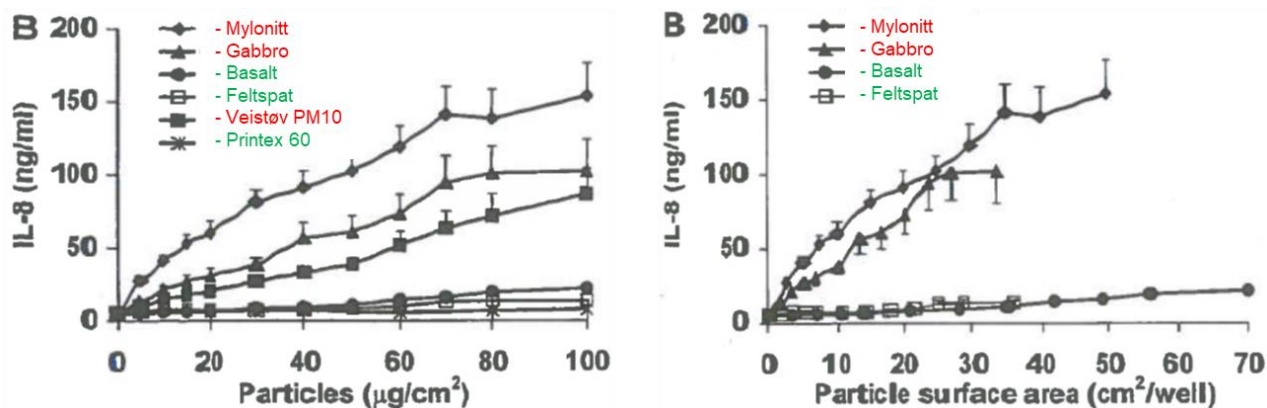 B
200
150
100
50
0
IL-8 (ng/ml)
- Mylonitt
- Gabbro
- Basalt
- Feltspat
- Veistøv PM10
- Printex 60
0 20 40 60 80 100
Particles (µg/cm²)
B
200
150
100
50
0
IL-8 (ng/ml)
- Mylonitt
- Gabbro
- Basalt
- Feltspat
0 10 20 30 40 50 60 70
Particle surface area (cm²/well)